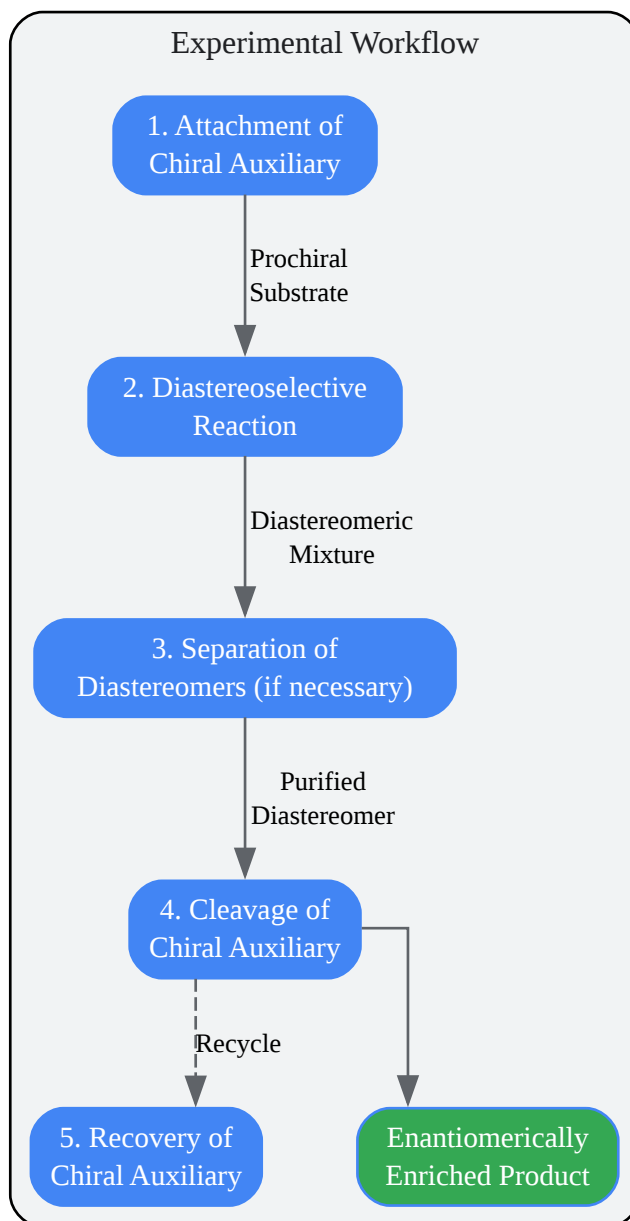 Experimental Workflow
1. Attachment of
Chiral Auxiliary
Prochiral
Substrate
2. Diastereoselective
Reaction
Diastereomeric
Mixture
3. Separation of
Diastereomers (if necessary)
Purified
Diastereomer
4. Cleavage of
Chiral Auxiliary
Recycle
5. Recovery of
Chiral Auxiliary
Enantiomerically
Enriched Product